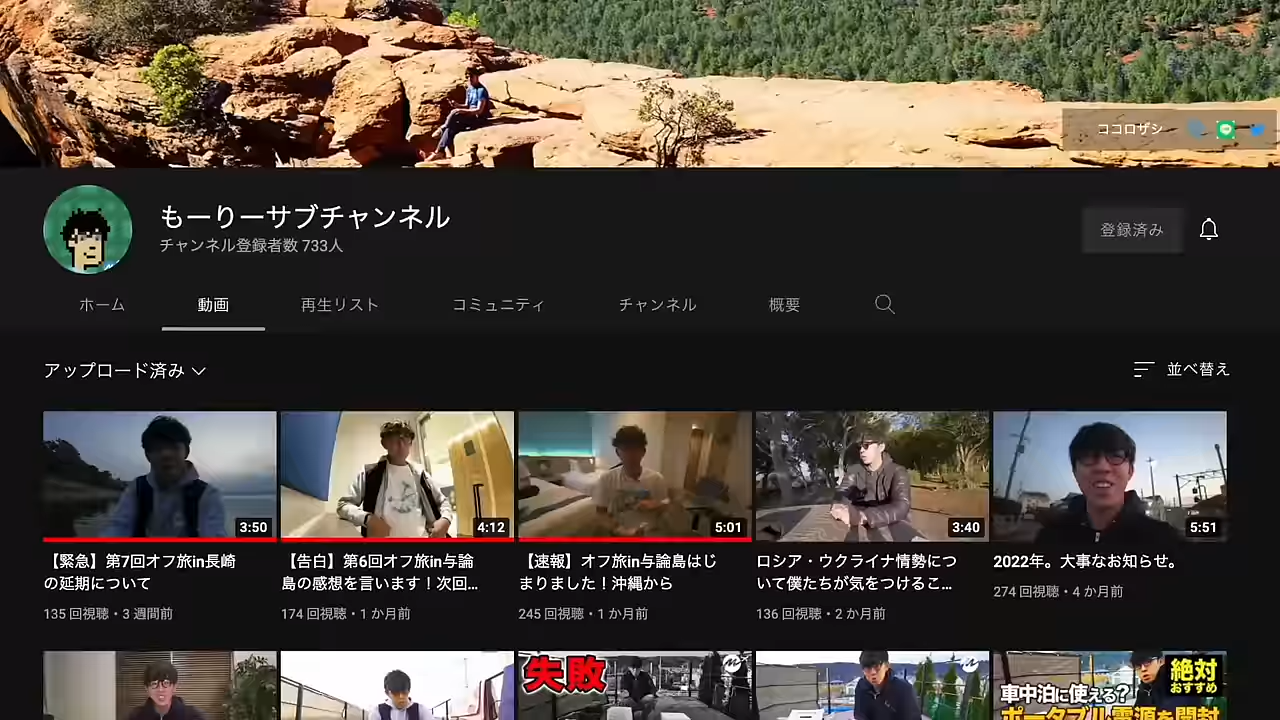 ココロザシ
もーりーサブチャンネル
チャンネル登録者数 733人
登録済み
ホーム
動画
再生リスト
コミュニティ
チャンネル
概要
アップロード済み
並べ替え
3:50
4:12
5:01
3:40
5:51
【緊急】第7回オフ旅in長崎
の延期について
135 回視聴・3 週間前
【告白】第6回オフ旅in与論
島の感想を言います！次回…
174 回視聴・1 か月前
【速報】オフ旅in与論島はじ
まりました！沖縄から
245 回視聴・1 か月前
ロシア・ウクライナ情勢につ
いて僕たちが気をつけるこ…
136 回視聴・2 か月前
2022年。大事なお知らせ。
274 回視聴・4 か月前
失敗
絶対
おすすめ
車中泊に使える？
ポータブル電源を開封